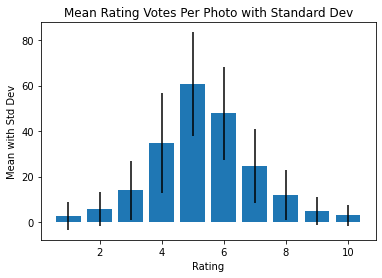 Mean Rating Votes Per Photo with Standard Dev
Mean with Std Dev
80
60
40
20
0
2 4 6 8 10
Rating